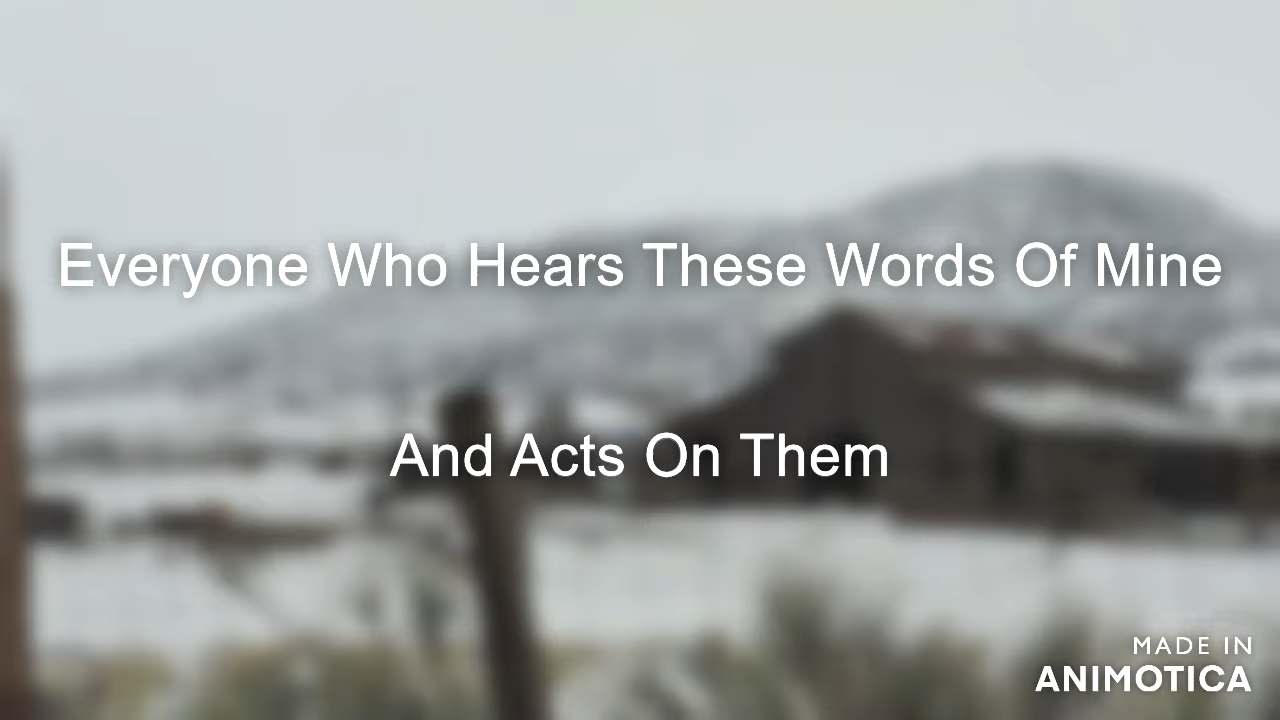 Everyone Who Hears These Words Of Mine
And Acts On Them
MADE IN
ANIMOTICA